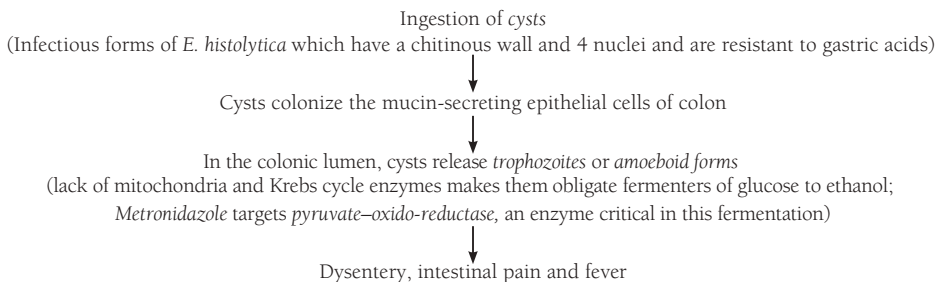 Ingestion of cysts
(Infectious forms of E. histolytica which have a chitinous wall and 4 nuclei and are resistant to gastric acids)
Cysts colonize the mucin-secreting epithelial cells of colon
In the colonic lumen, cysts release trophozoites or amoeboid forms
(lack of mitochondria and Krebs cycle enzymes makes them obligate fermenters of glucose to ethanol;
Metronidazole targets pyruvate–oxido-reductase, an enzyme critical in this fermentation)
Dysentery, intestinal pain and fever